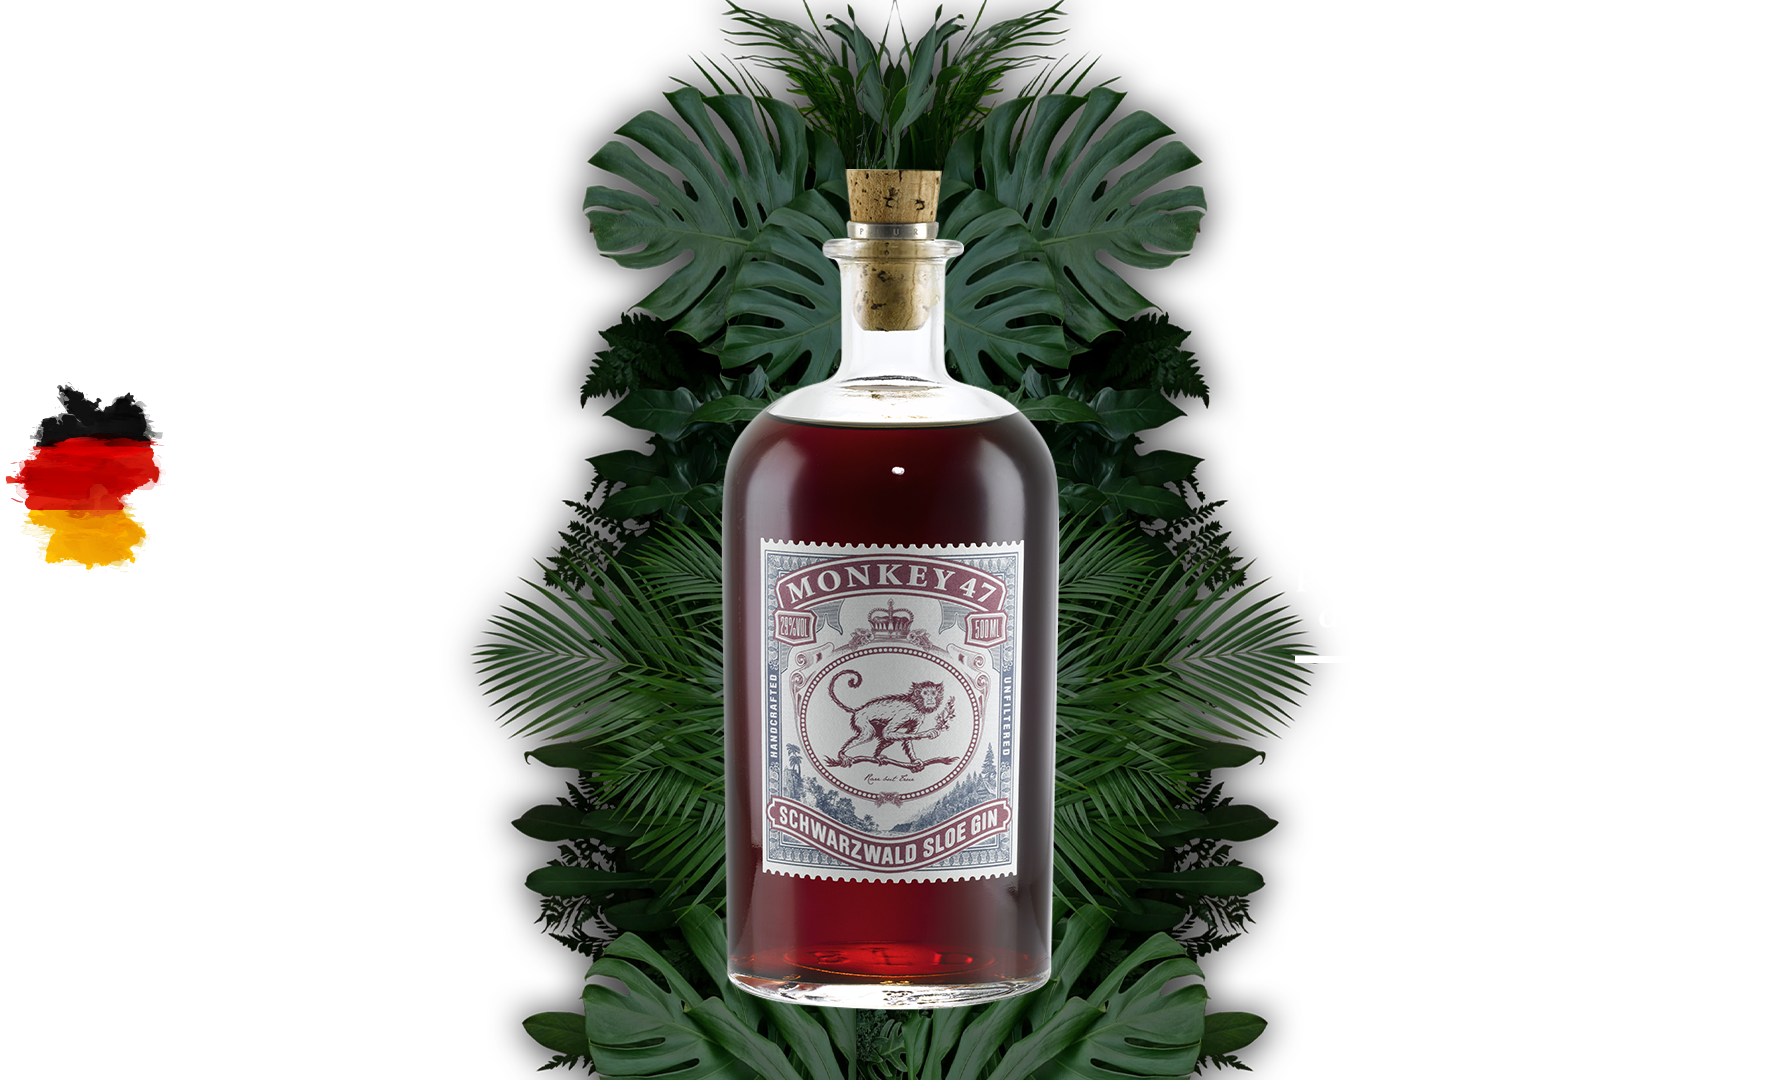 MONKEY 47
29%VOL
500ML
HANDCRAFTED
UNFILTERED
SCHWARZWALD SLOE GIN